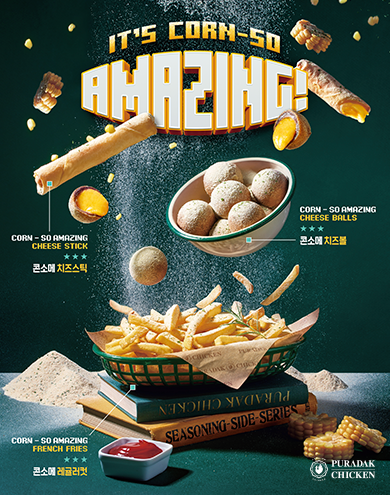 IT'S CORN-SO
AMAZING!
CORN - SO AMAZING
CHEESE STICK
★★★
콘소메 치즈스틱
CORN - SO AMAZING
CHEESE BALLS
★★★
콘소메 치즈볼
PURADAK
PURADAK CHICKEN
SEASONING·SIDE·SERIES
CORN - SO AMAZING
FRENCH FRIES
★★★
콘소메 레귤러컷
PURADAK
CHICKEN